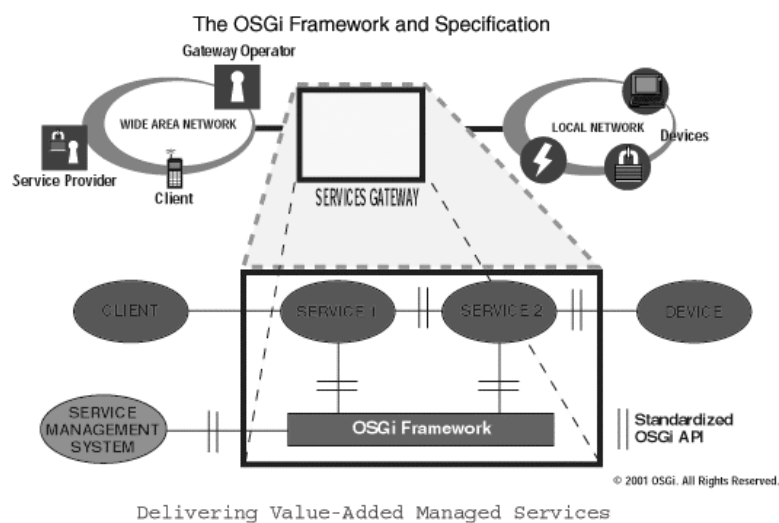 The OSGi Framework and Specification
Gateway Operator
WIDE AREA NETWORK
LOCAL NETWORK
Devices
Service Provider
Client
SERVICES GATEWAY
CLIENT
SERVICE 1
SERVICE 2
DEVICE
SERVICE
MANAGEMENT
SYSTEM
OSGi Framework
Standardized
OSGi API
© 2001 OSGi. All Rights Reserved.
Delivering Value-Added Managed Services